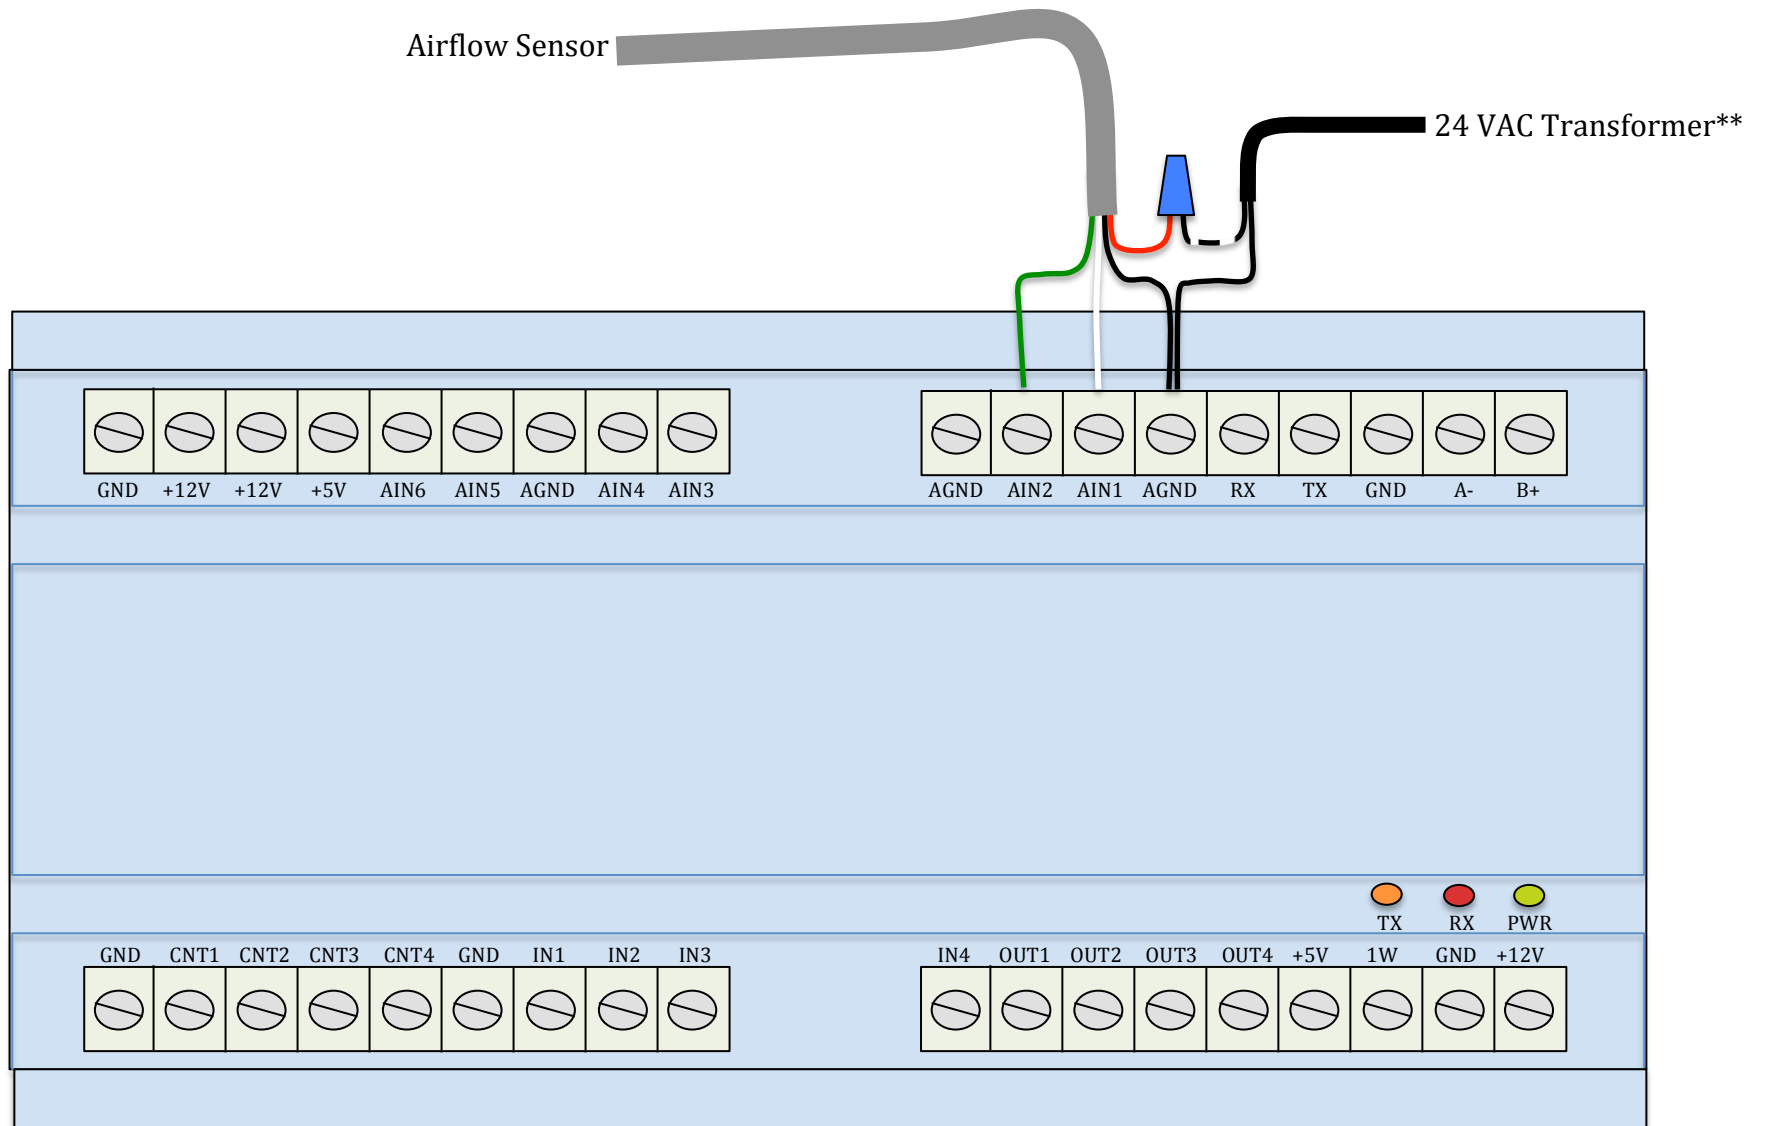 Airflow Sensor
24 VAC Transformer**
GND +12V +12V +5V AIN6 AIN5 AGND AIN4 AIN3
AGND AIN2 AIN1 AGND RX TX GND A- B+
TX RX PWR
GND CNT1 CNT2 CNT3 CNT4 GND IN1 IN2 IN3
IN4 OUT1 OUT2 OUT3 OUT4 +5V 1W GND +12V